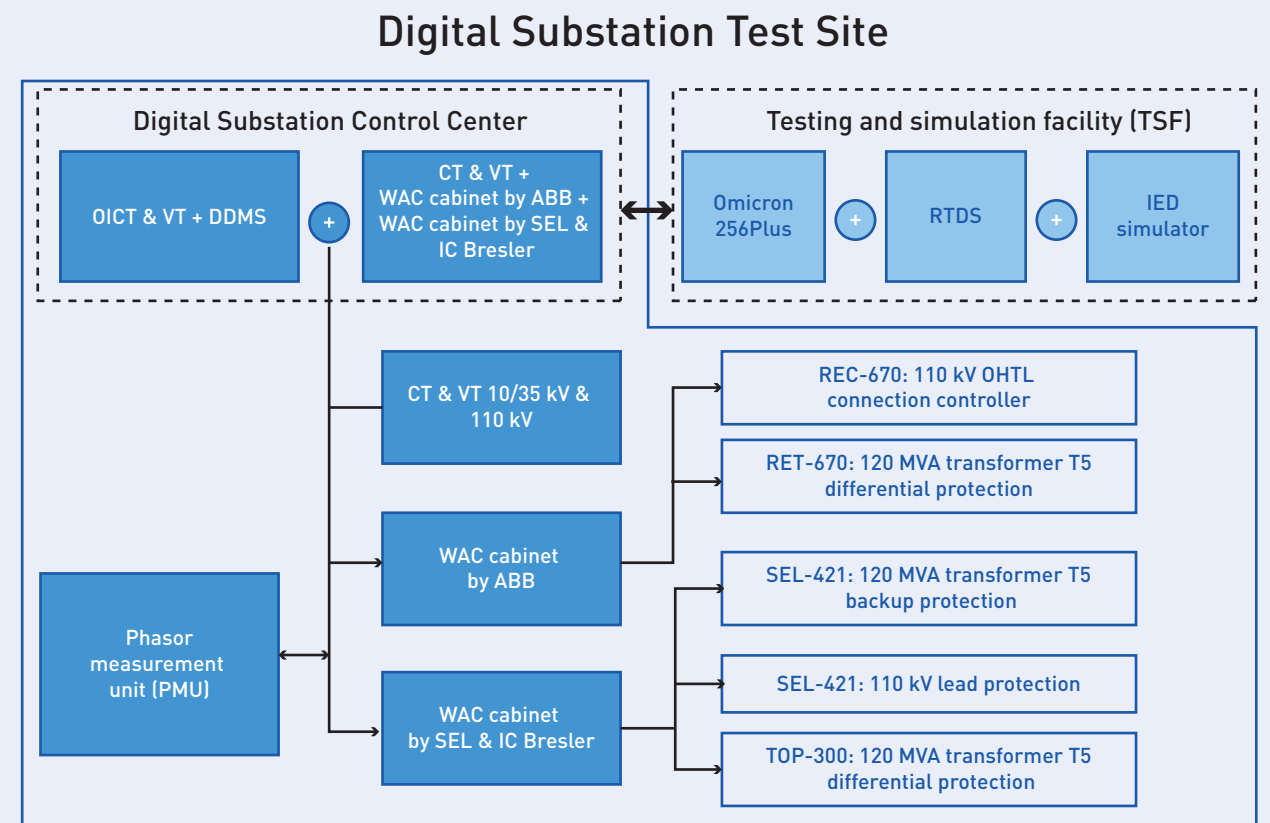 Digital Substation Test Site
Digital Substation Control Center
OICT & VT + DDMS
+
CT & VT +
WAC cabinet by ABB +
WAC cabinet by SEL &
IC Bresler
Testing and simulation facility (TSF)
Omicron
256Plus
+
RTDS
+
IED
simulator
CT & VT 10/35 kV &
110 kV
WAC cabinet
by ABB
Phasor
measurement
unit (PMU)
WAC cabinet
by SEL & IC Bresler
REC-670: 110 kV OHTL
connection controller
RET-670: 120 MVA transformer T5
differential protection
SEL-421: 120 MVA transformer T5
backup protection
SEL-421: 110 kV lead protection
TOP-300: 120 MVA transformer T5
differential protection